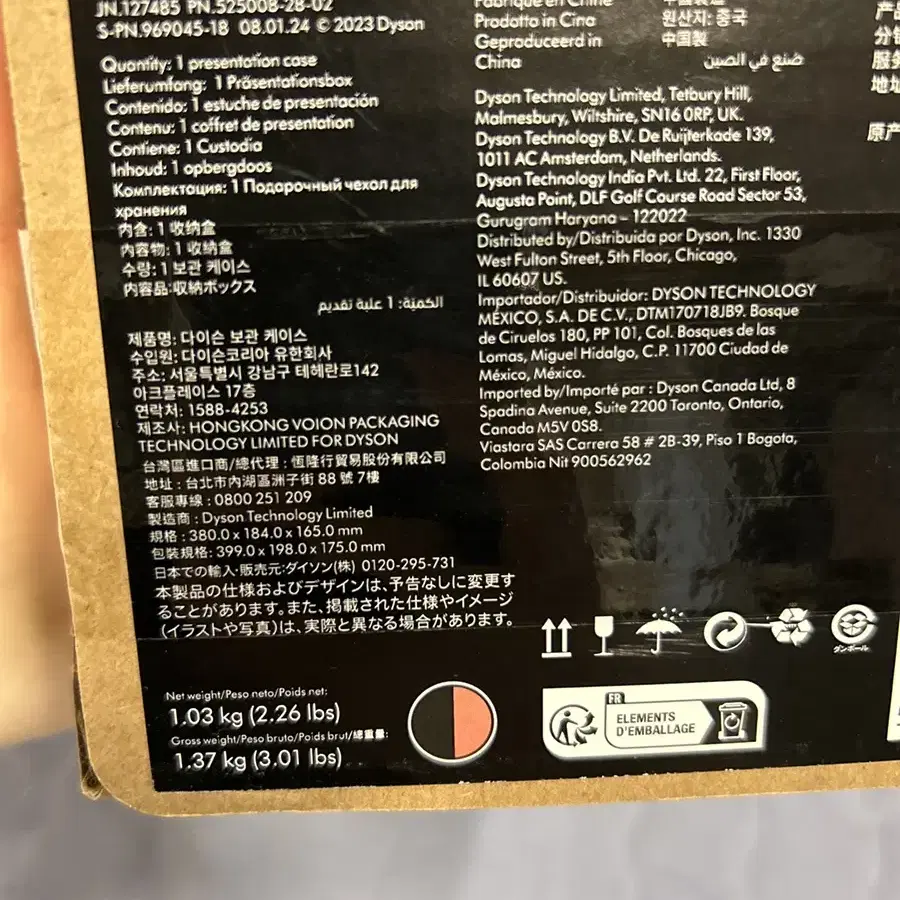 JN.127485 PN.525008-28-02
S-PN.969045-18 08.01.24 © 2023 Dyson
Quantity: 1 presentation case
Lieferumfang: 1 Präsentationsbox
Contenido: 1 estuche de presentación
Contenu: 1 coffret de presentation
Contiene: 1 Custodia
Inhoud: 1 opbergdoos
Комплектация: 1 Подарочный чехол для
хранения
内含: 1 收纳盒
內容物: 1 收納盒
수량: 1 보관 케이스
内容品:収納ボックス
الكمية: 1 علبة تقديم
제품명: 다이슨 보관 케이스
수입원: 다이슨코리아 유한회사
주소: 서울특별시 강남구 테헤란로142
아크플레이스 17층
연락처: 1588-4253
제조사: HONGKONG VOION PACKAGING
TECHNOLOGY LIMITED FOR DYSON
台灣區進口商/總代理 : 恆隆行貿易股份有限公司
地址 : 台北市內湖區洲子街 88 號 7樓
客服專線 : 0800 251 209
製造商 : Dyson Technology Limited
規格 : 380.0 x 184.0 x 165.0 mm
包裝規格: 399.0 x 198.0 x 175.0 mm
日本での輸入・販売元:ダイソン(株) 0120-295-731
本製品の仕様およびデザインは、予告なしに変更す
ることがあります。また、掲載された仕様やイメージ
(イラストや写真)は、実際と異なる場合があります。
Net weight/Peso neto/Poids net:
1.03 kg (2.26 lbs)
Gross weight/Peso bruto/Poids brut/總重量:
1.37 kg (3.01 lbs)
Fabriqué en Chine
Prodotto in Cina
Geproduceerd in
China
中国製造
원산지: 중국
中國製
صنع في الصين
Dyson Technology Limited, Tetbury Hill,
Malmesbury, Wiltshire, SN16 0RP, UK.
Dyson Technology B.V. De Ruijterkade 139,
1011 AC Amsterdam, Netherlands.
Dyson Technology India Pvt. Ltd. 22, First Floor,
Augusta Point, DLF Golf Course Road Sector 53,
Gurugram Haryana – 122022
Distributed by/Distribuida por Dyson, Inc. 1330
West Fulton Street, 5th Floor, Chicago,
IL 60607 US.
Importador/Distribuidor: DYSON TECHNOLOGY
MÉXICO, S.A. DE C.V., DTM170718JB9. Bosque
de Ciruelos 180, PP 101, Col. Bosques de las
Lomas, Miguel Hidalgo, C.P. 11700 Ciudad de
México, México.
Imported by/Importé par : Dyson Canada Ltd, 8
Spadina Avenue, Suite 2200 Toronto, Ontario,
Canada M5V 0S8.
Viastara SAS Carrera 58 # 2B-39, Piso 1 Bogota,
Colombia Nit 900562962
ダンボール
FR
ELEMENTS
D'EMBALLAGE
产品
分销
服务
地址
原产